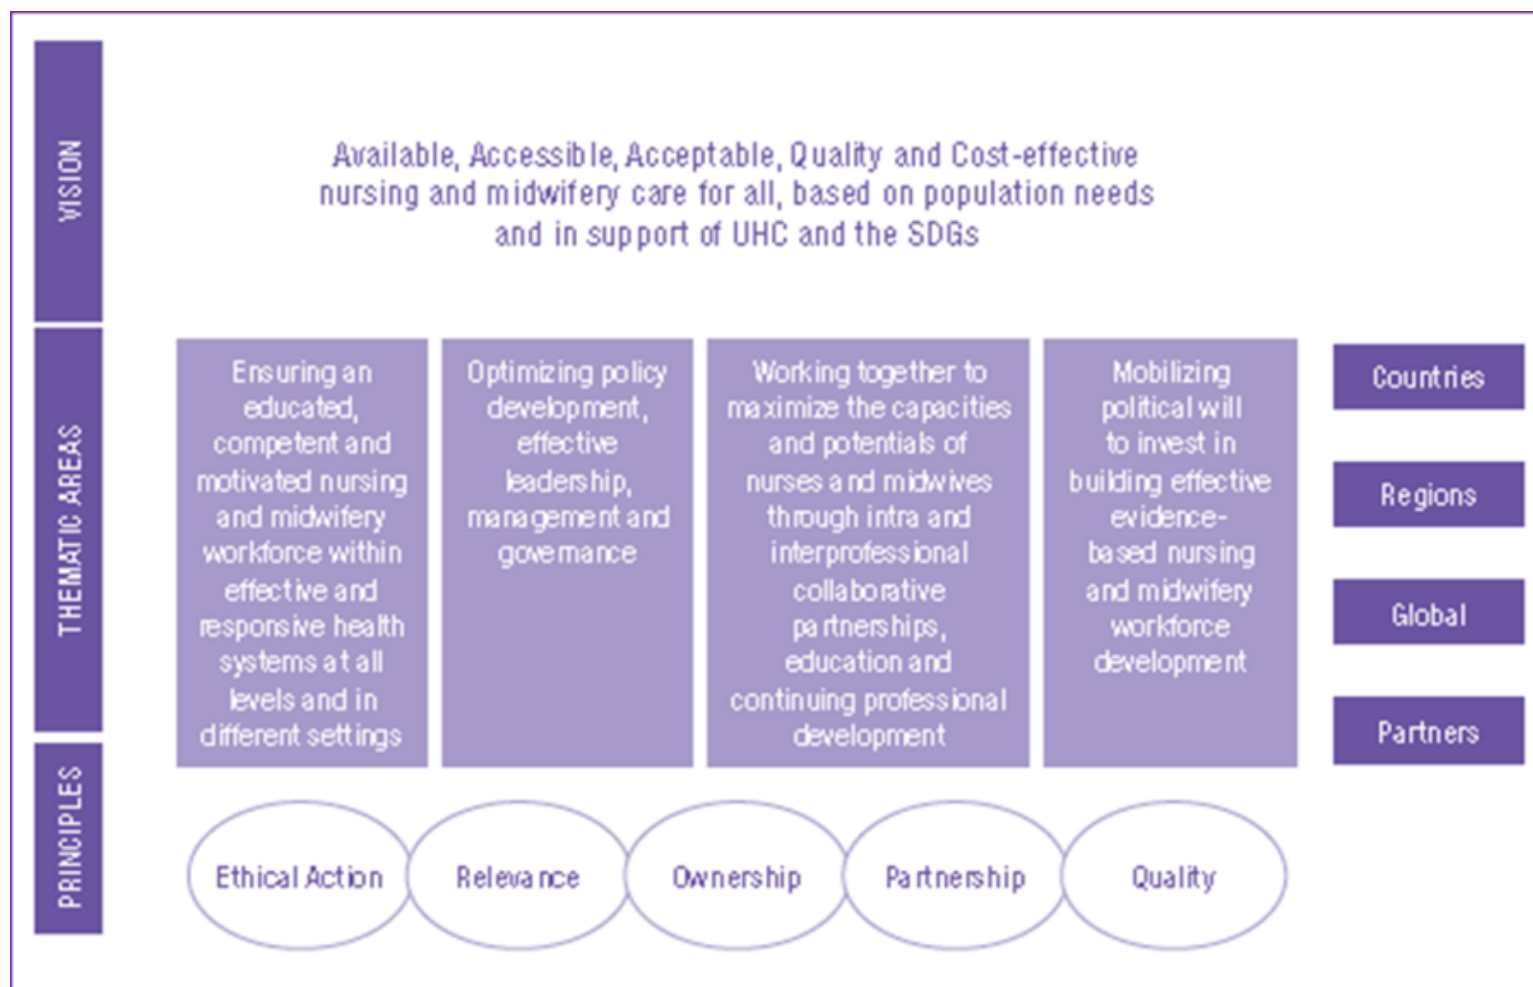 VISION
Available, Accessible, Acceptable, Quality and Cost-effective
nursing and midwifery care for all, based on population needs
and in support of UHC and the SDGs
THEMATIC AREAS
Ensuring an
educated,
competent and
motivated nursing
and midwifery
workforce within
effective and
responsive health
systems at all
levels and in
different settings
Optimizing policy
development,
effective
leadership,
management and
governance
Working together to
maximize the capacities
and potentials of
nurses and midwives
through intra and
interprofessional
collaborative
partnerships,
education and
continuing professional
development
Mobilizing
political will
to invest in
building effective
evidence-
based nursing
and midwifery
workforce
development
Countries
Regions
Global
Partners
PRINCIPLES
Ethical Action
Relevance
Ownership
Partnership
Quality